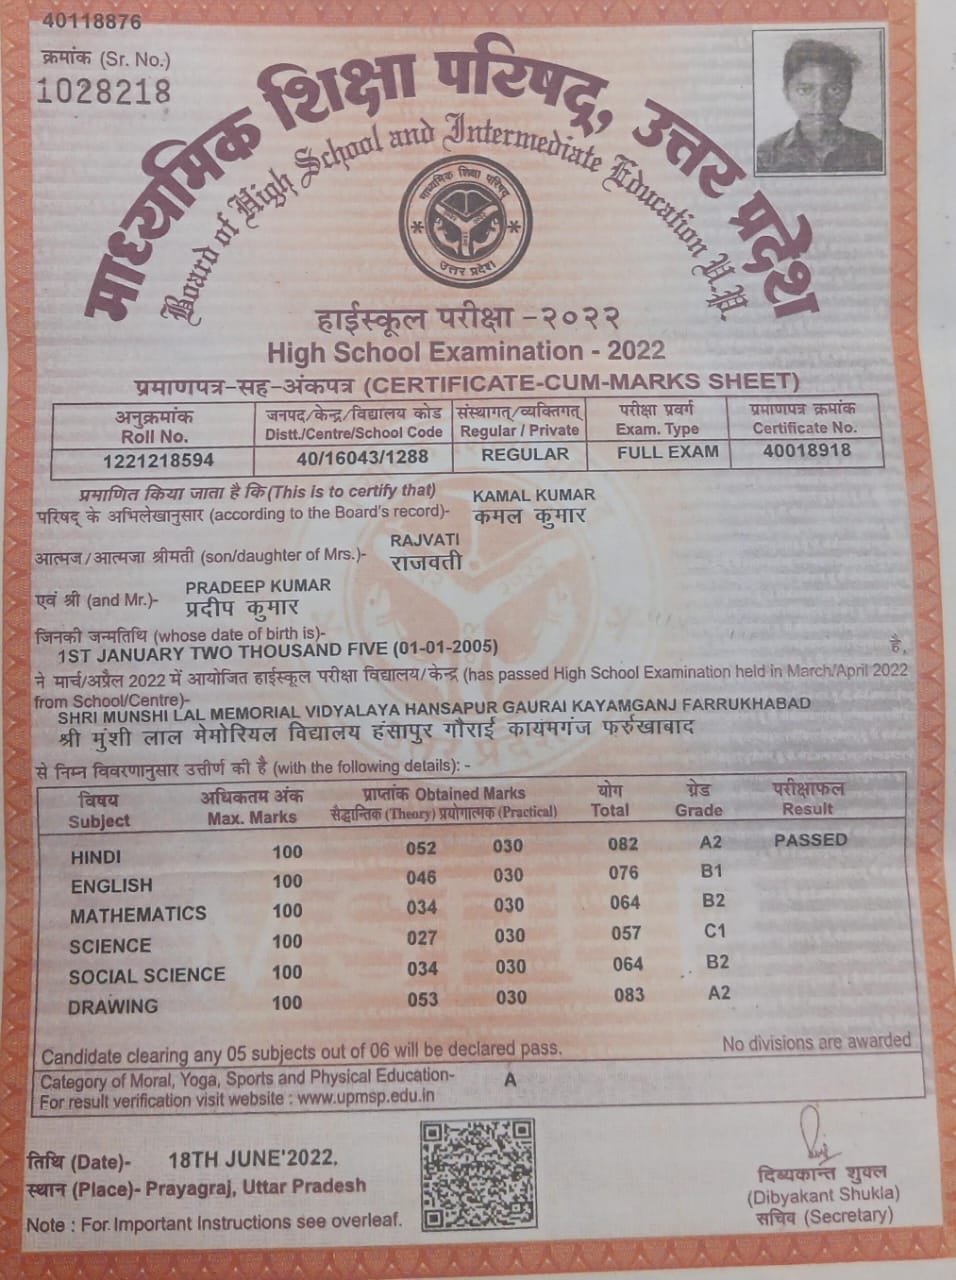 40118876
क्रमांक (Sr. No.)
1028218
माध्यमिक शिक्षा परिषद्, उत्तर प्रदेश
Board of High School and Intermediate Education U.P.
माध्यमिक शिक्षा परिषद्
उत्तर प्रदेश
हाईस्कूल परीक्षा -२०२२
High School Examination - 2022
प्रमाणपत्र-सह-अंकपत्र (CERTIFICATE-CUM-MARKS SHEET)
अनुक्रमांक जनपद/केन्द्र/विद्यालय कोड संस्थागत/व्यक्तिगत परीक्षा प्रवर्ग प्रमाणपत्र क्रमांक
Roll No. Distt./Centre/School Code Regular / Private Exam. Type Certificate No.
1221218594 40/16043/1288 REGULAR FULL EXAM 40018918
प्रमाणित किया जाता है कि (This is to certify that) KAMAL KUMAR
परिषद् के अभिलेखानुसार (according to the Board's record)- कमल कुमार
RAJVATI
आत्मज/आत्मजा श्रीमती (son/daughter of Mrs.)- राजवती
PRADEEP KUMAR
एवं श्री (and Mr.)- प्रदीप कुमार
जिनकी जन्मतिथि (whose date of birth is)-
1ST JANUARY TWO THOUSAND FIVE (01-01-2005) है,
ने मार्च/अप्रैल 2022 में आयोजित हाईस्कूल परीक्षा विद्यालय/केन्द्र (has passed High School Examination held in March/April 2022
from School/Centre)-
SHRI MUNSHI LAL MEMORIAL VIDYALAYA HANSAPUR GAURAI KAYAMGANJ FARRUKHABAD
श्री मुंशी लाल मेमोरियल विद्यालय हंसापुर गौराई कायमगंज फर्रुखाबाद
से निम्न विवरणानुसार उत्तीर्ण की है (with the following details): -
विषय अधिकतम अंक प्राप्तांक Obtained Marks योग ग्रेड परीक्षाफल
Subject Max. Marks सैद्धान्तिक (Theory) प्रयोगात्मक (Practical) Total Grade Result
HINDI 100 052 030 082 A2 PASSED
ENGLISH 100 046 030 076 B1
MATHEMATICS 100 034 030 064 B2
SCIENCE 100 027 030 057 C1
SOCIAL SCIENCE 100 034 030 064 B2
DRAWING 100 053 030 083 A2
Candidate clearing any 05 subjects out of 06 will be declared pass. No divisions are awarded
Category of Moral, Yoga, Sports and Physical Education- A
For result verification visit website : www.upmsp.edu.in
तिथि (Date)- 18TH JUNE'2022.
स्थान (Place)- Prayagraj, Uttar Pradesh
Note : For Important Instructions see overleaf.
दिब्यकान्त शुक्ल
(Dibyakant Shukla)
सचिव (Secretary)